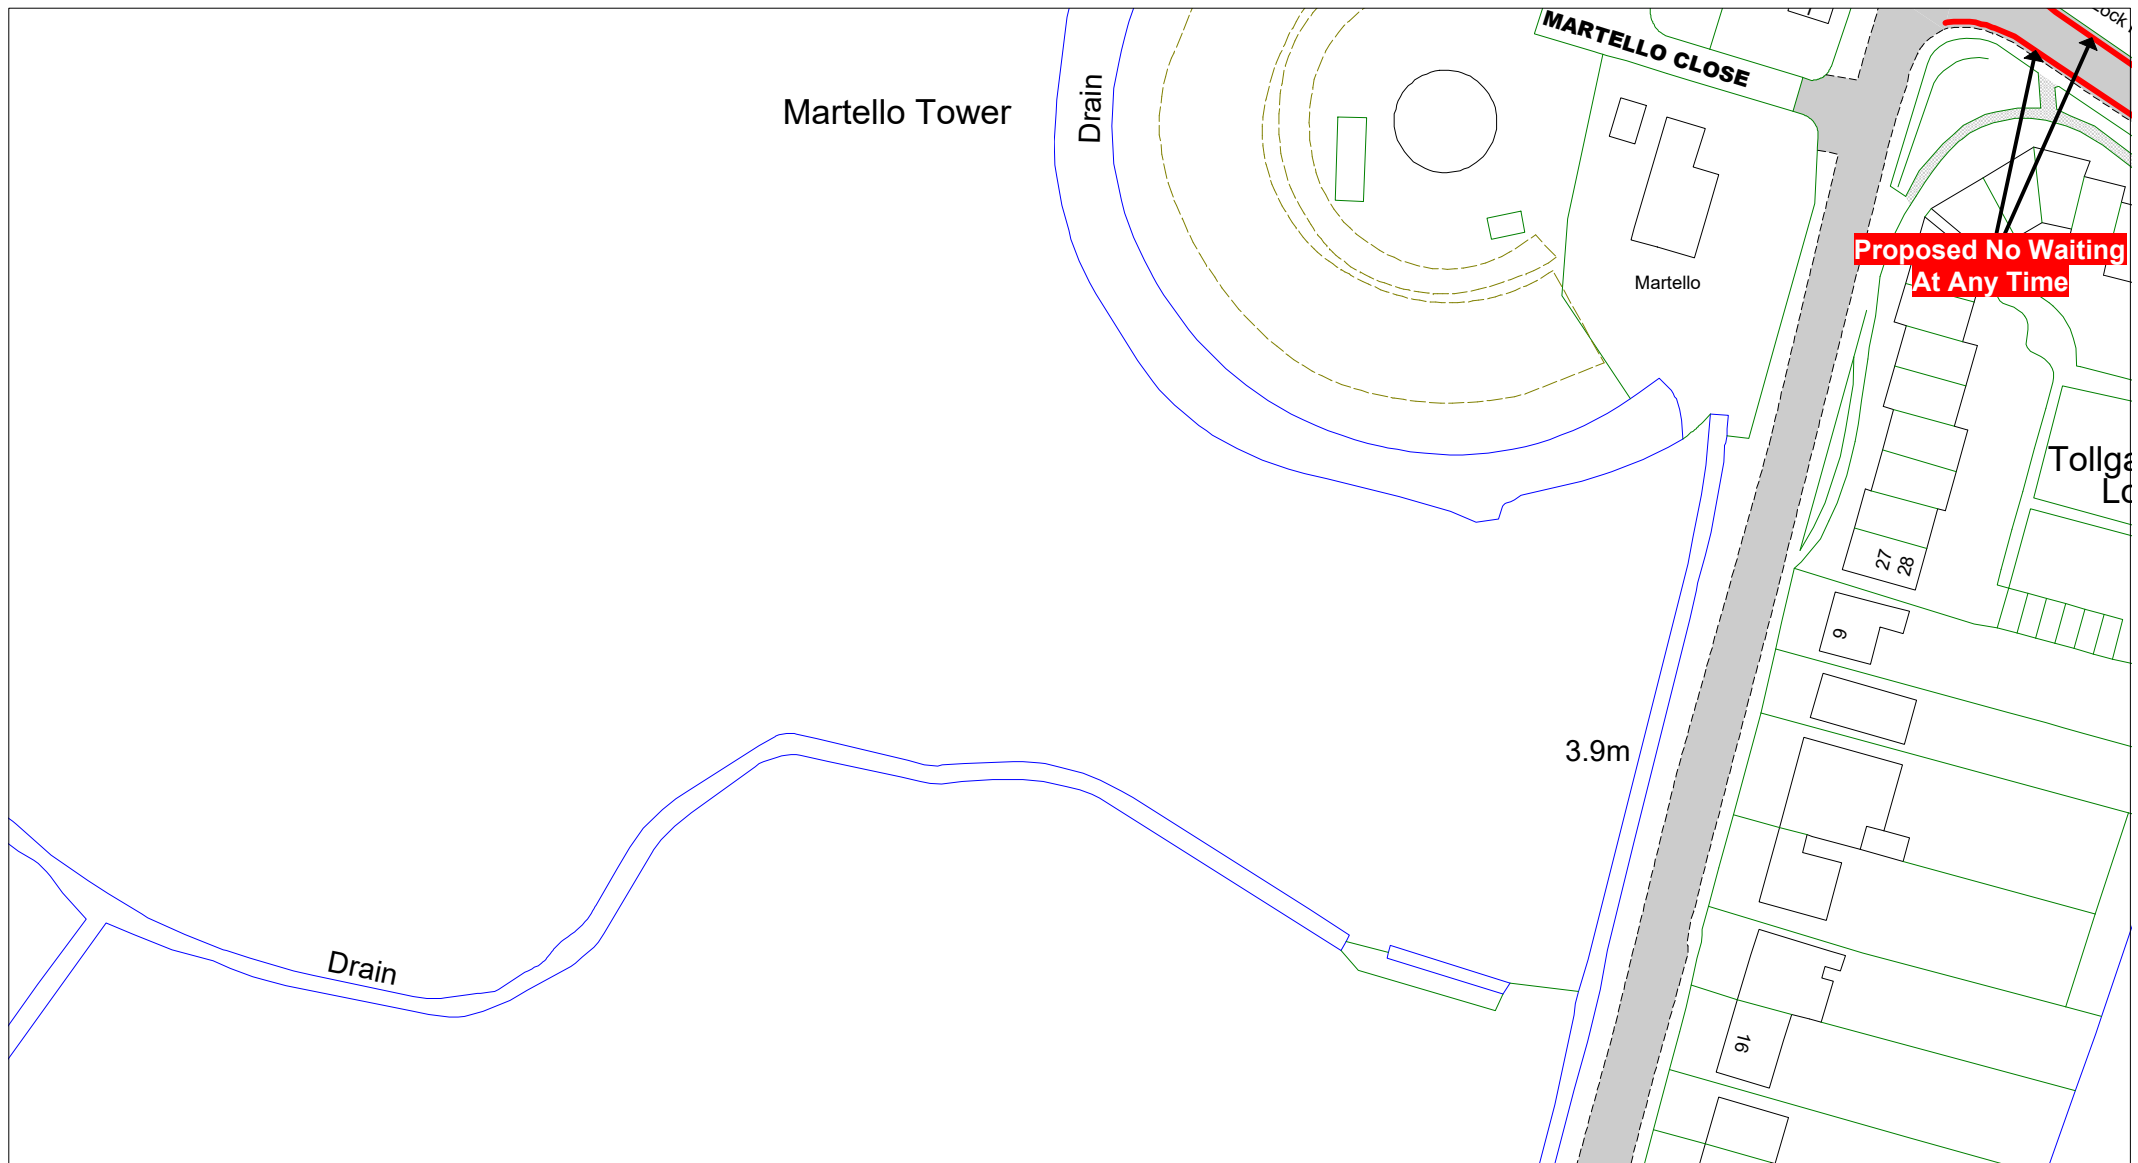 MARTELLO CLOSE
Martello Tower
Drain
Proposed No Waiting
At Any Time
Martello
27
28
9
3.9m
Drain
16